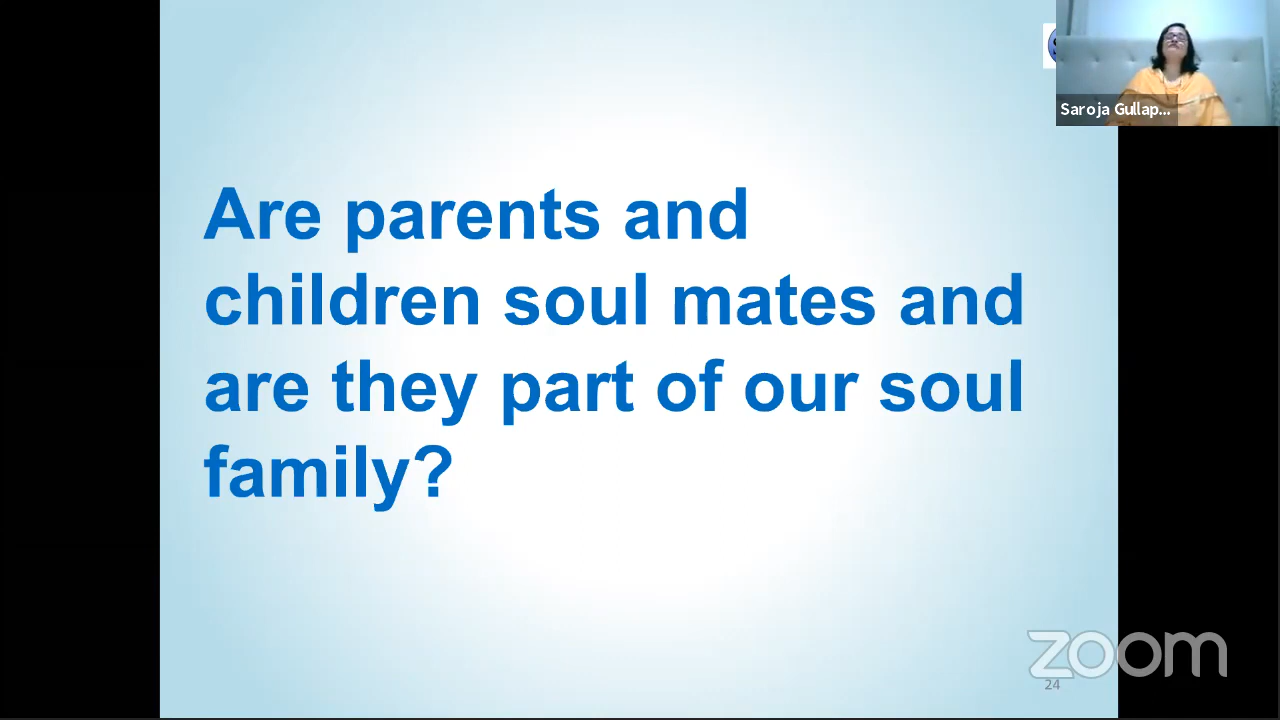 Saroja Gullap...
Are parents and
children soul mates and
are they part of our soul
family?
zoom
24